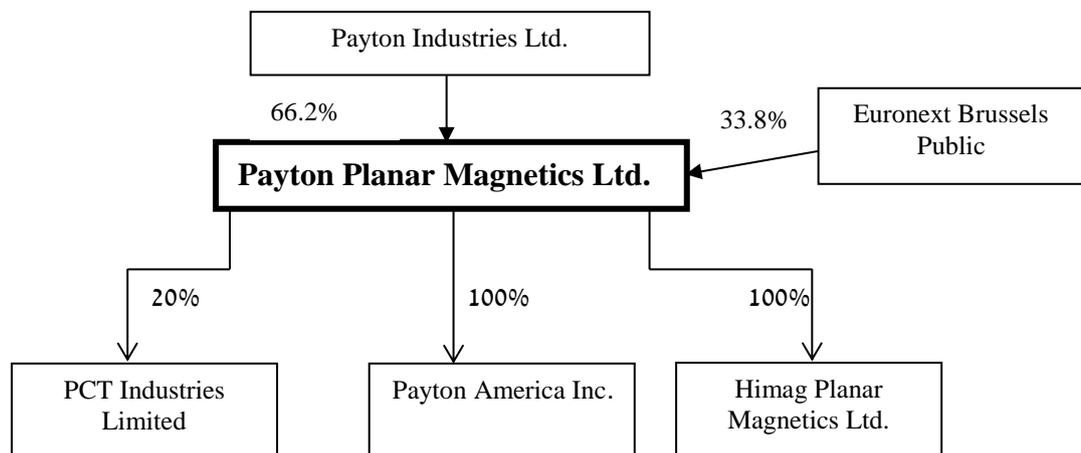 Payton Industries Ltd.
66.2%
33.8%
Euronext Brussels
Public
Payton Planar Magnetics Ltd.
20%
100%
100%
PCT Industries
Limited
Payton America Inc.
Himag Planar
Magnetics Ltd.